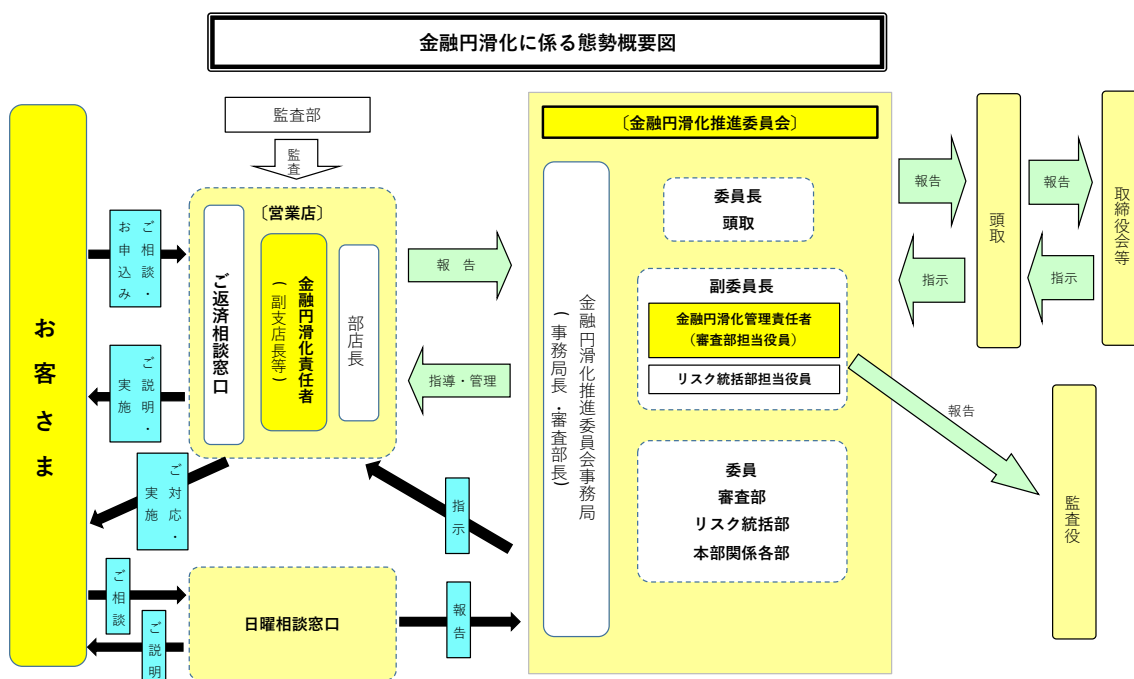 金融円滑化に係る態勢概要図
監査部
監査
お客さま
ご相談・
お申込み
ご説明・
実施
ご対応・
実施
ご相談
ご説明
〔営業店〕
ご返済相談窓口
金融円滑化責任者
(副支店長等)
部店長
報 告
指導・管理
指示
日曜相談窓口
報告
〔金融円滑化推進委員会〕
金融円滑化推進委員会事務局
(事務局長・審査部長)
委員長
頭取
副委員長
金融円滑化管理責任者
(審査部担当役員)
リスク統括部担当役員
委員
審査部
リスク統括部
本部関係各部
報告
指示
頭取
報告
指示
取締役会等
報告
監査役